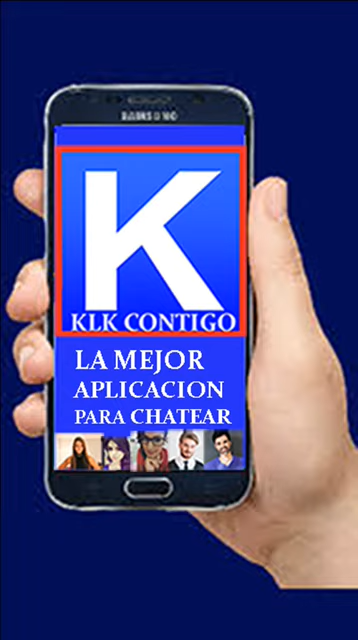 K
KLK CONTIGO
LA MEJOR
APLICACION
PARA CHATEAR